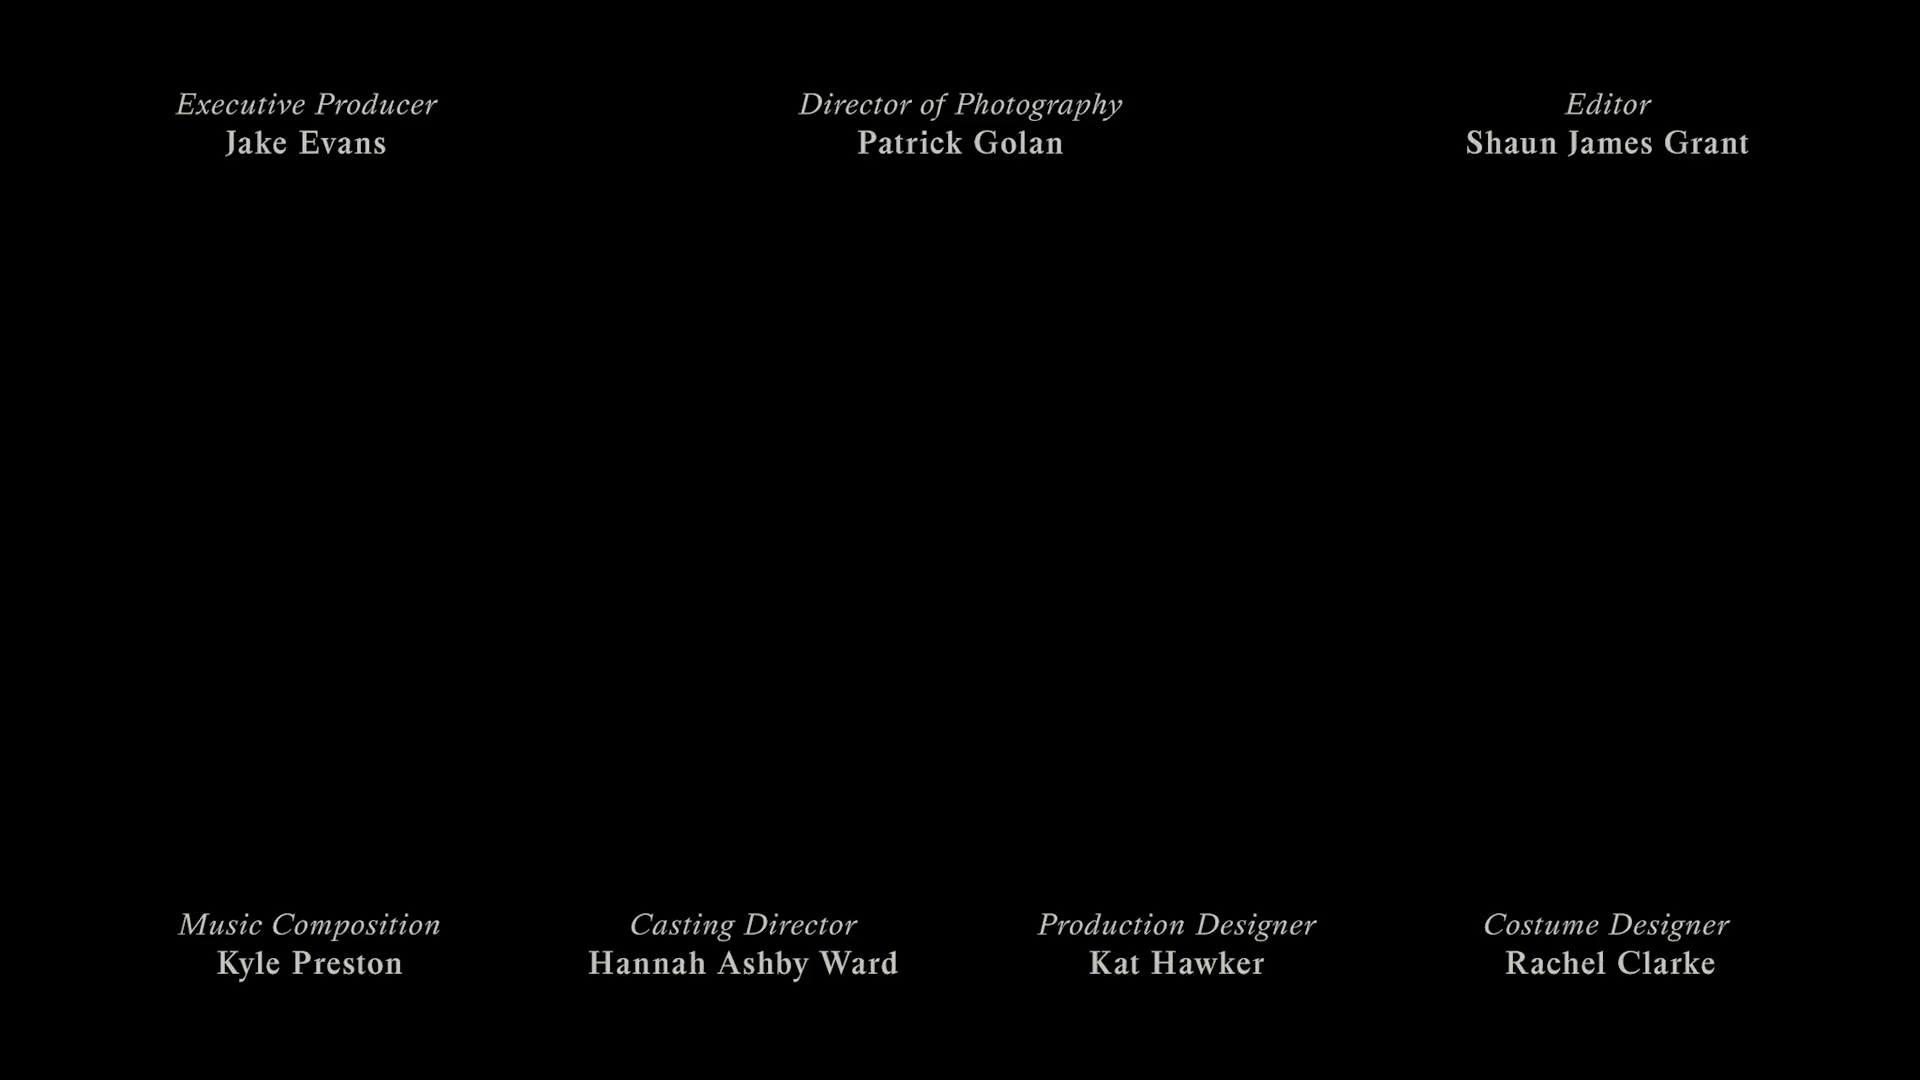 Executive Producer
Jake Evans
Director of Photography
Patrick Golan
Editor
Shaun James Grant
Music Composition
Kyle Preston
Casting Director
Hannah Ashby Ward
Production Designer
Kat Hawker
Costume Designer
Rachel Clarke